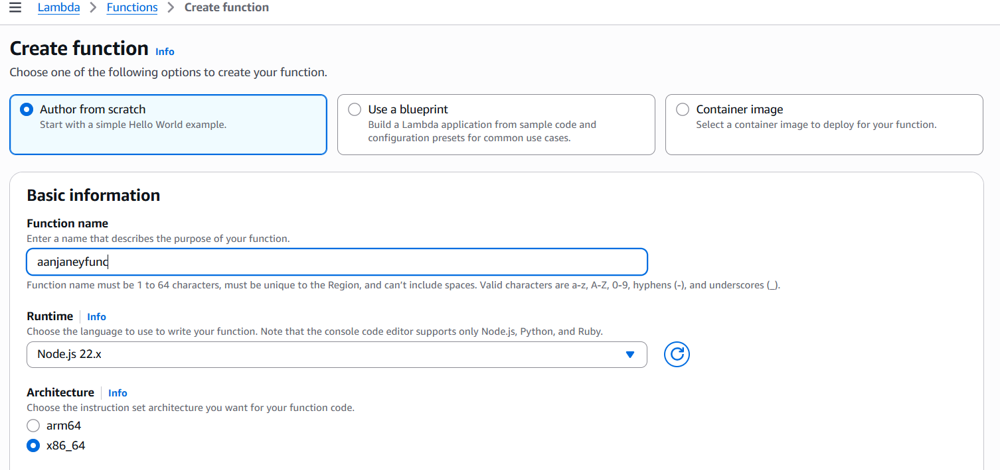 Lambda > Functions > Create function
Create function Info
Choose one of the following options to create your function.
Author from scratch
Start with a simple Hello World example.
Use a blueprint
Build a Lambda application from sample code and
configuration presets for common use cases.
Container image
Select a container image to deploy for your function.
Basic information
Function name
Enter a name that describes the purpose of your function.
aanjaneyfunc
Function name must be 1 to 64 characters, must be unique to the Region, and can't include spaces. Valid characters are a-z, A-Z, 0-9, hyphens (-), and underscores (_).
Runtime Info
Choose the language to use to write your function. Note that the console code editor supports only Node.js, Python, and Ruby.
Node.js 22.x
Architecture Info
Choose the instruction set architecture you want for your function code.
arm64
x86_64